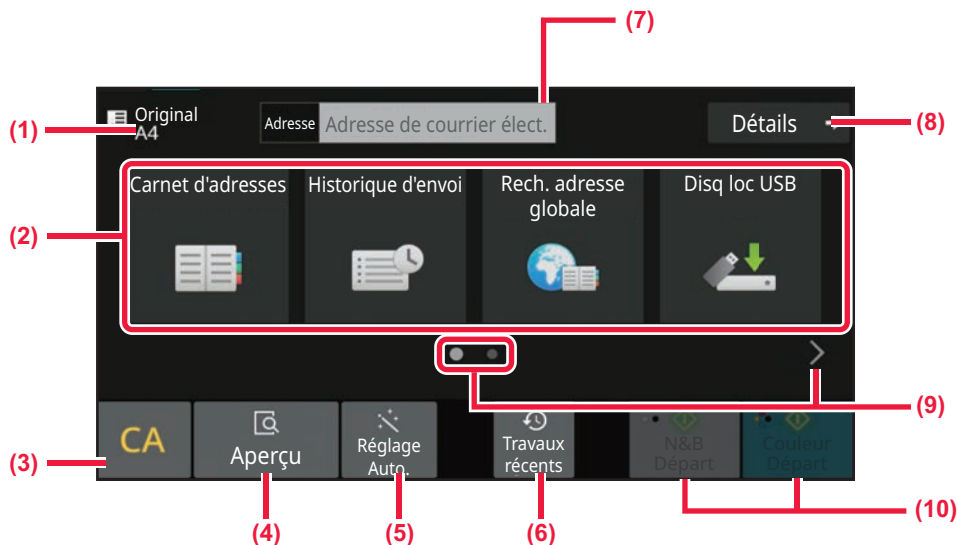 (7)
(1)
Original
A4
Adresse
Adresse de courrier élect.
Détails
(8)
(2)
Carnet d'adresses
Historique d'envoi
Rech. adresse
globale
Disq loc USB
(9)
(3)
CA
Aperçu
Réglage
Auto.
Travaux
récents
N&B
Départ
Couleur
Départ
(4)
(5)
(6)
(10)